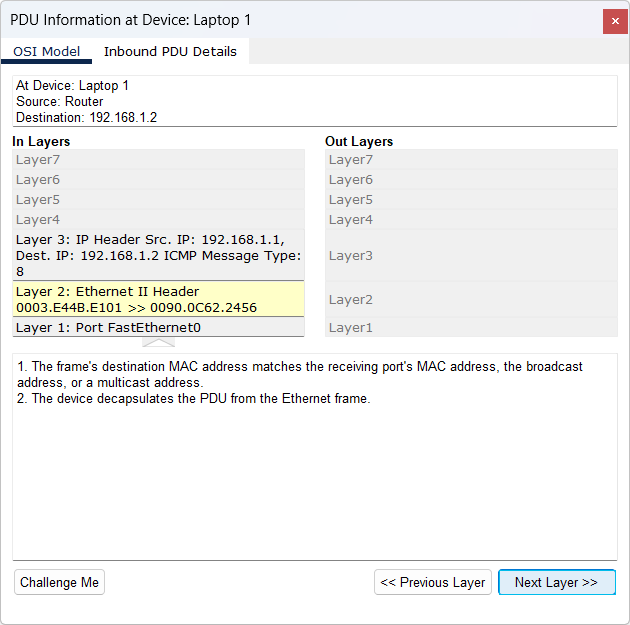 PDU Information at Device: Laptop 1
×
OSI Model
Inbound PDU Details
At Device: Laptop 1
Source: Router
Destination: 192.168.1.2
In Layers
Layer7
Layer6
Layer5
Layer4
Layer 3: IP Header Src. IP: 192.168.1.1,
Dest. IP: 192.168.1.2 ICMP Message Type:
8
Layer 2: Ethernet II Header
0003.E44B.E101 >> 0090.0C62.2456
Layer 1: Port FastEthernet0
Out Layers
Layer7
Layer6
Layer5
Layer4
Layer3
Layer2
Layer1
1. The frame's destination MAC address matches the receiving port's MAC address, the broadcast
address, or a multicast address.
2. The device decapsulates the PDU from the Ethernet frame.
Challenge Me
<< Previous Layer
Next Layer >>